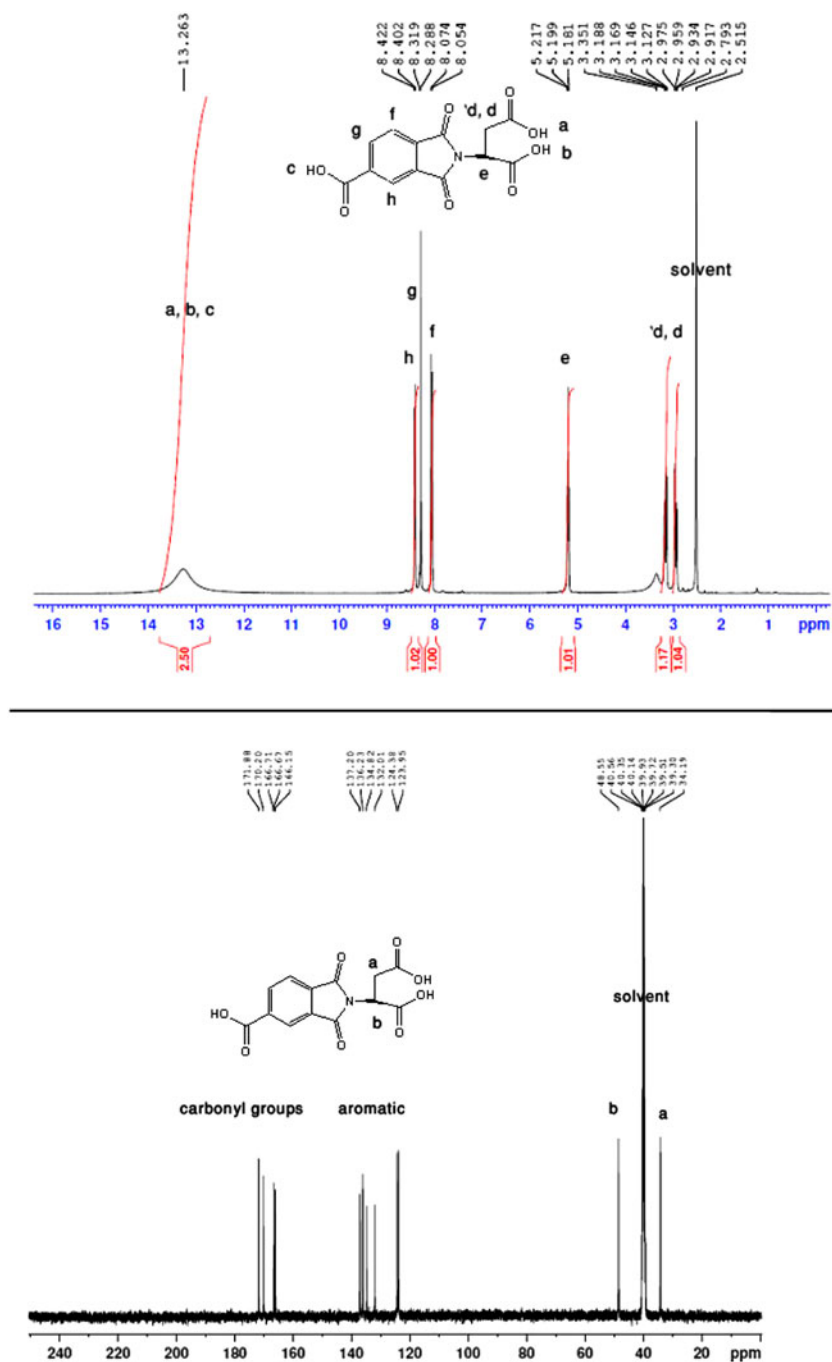 13.263
8.422
8.402
8.319
8.288
8.074
8.054
5.217
5.199
5.181
3.351
3.188
3.169
3.146
3.127
2.975
2.959
2.934
2.917
2.793
2.515
O 'd, d O
f OH a
g N OH b
c HO e
O h O O
solvent
a, b, c
g
f 'd, d
h e
16 15 14 13 12 11 10 9 8 7 6 5 4 3 2 1 ppm
2.50 1.02 1.00 1.01 1.17 1.04
171.88
170.20
166.71
166.67
166.15
137.20
136.23
134.82
132.01
124.38
123.95
48.55
40.56
40.35
40.14
39.93
39.72
39.51
39.30
34.19
O a O
OH
N OH
HO b
O O O
solvent
carbonyl groups aromatic
b a
240 220 200 180 160 140 120 100 80 60 40 20 ppm